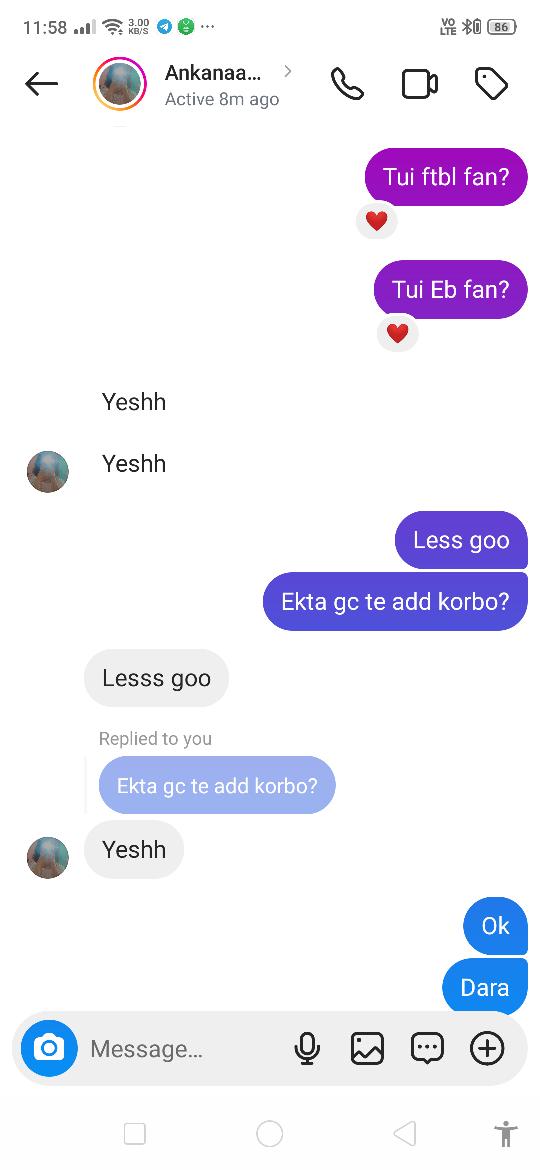 11:58
3.00
KB/S
VO
LTE
86
Ankanaa...
Active 8m ago
Tui ftbl fan?
Tui Eb fan?
Yeshh
Yeshh
Less goo
Ekta gc te add korbo?
Lesss goo
Replied to you
Ekta gc te add korbo?
Yeshh
Ok
Dara
Message...